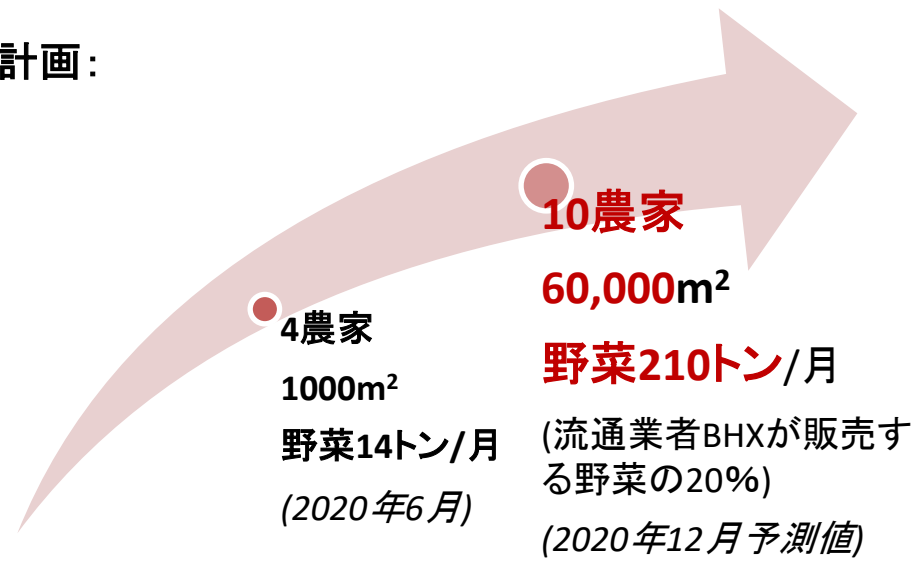 計画：
4農家
1000m²
野菜14トン/月
(2020年6月)
10農家
60,000m²
野菜210トン/月
(流通業者BHXが販売す
る野菜の20%)
(2020年12月予測値)